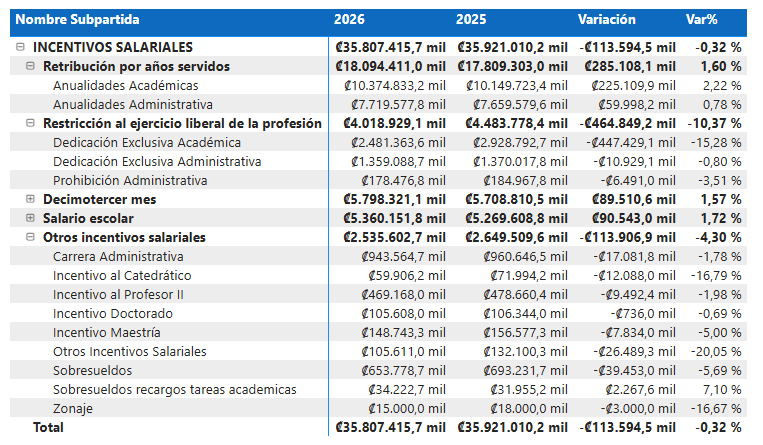 Nombre Subpartida 2026 2025 Variación Var%
INCENTIVOS SALARIALES ₡35.807.415,7 mil ₡35.921.010,2 mil -₡113.594,5 mil -0,32 %
Retribución por años servidos ₡18.094.411,0 mil ₡17.809.303,0 mil ₡285.108,1 mil 1,60 %
Anualidades Académicas ₡10.374.833,2 mil ₡10.149.723,4 mil ₡225.109,9 mil 2,22 %
Anualidades Administrativa ₡7.719.577,8 mil ₡7.659.579,6 mil ₡59.998,2 mil 0,78 %
Restricción al ejercicio liberal de la profesión ₡4.018.929,1 mil ₡4.483.778,4 mil -₡464.849,2 mil -10,37 %
Dedicación Exclusiva Académica ₡2.481.363,6 mil ₡2.928.792,7 mil -₡447.429,1 mil -15,28 %
Dedicación Exclusiva Administrativa ₡1.359.088,7 mil ₡1.370.017,8 mil -₡10.929,1 mil -0,80 %
Prohibición Administrativa ₡178.476,8 mil ₡184.967,8 mil -₡6.491,0 mil -3,51 %
Decimotercer mes ₡5.798.321,1 mil ₡5.708.810,5 mil ₡89.510,6 mil 1,57 %
Salario escolar ₡5.360.151,8 mil ₡5.269.608,8 mil ₡90.543,0 mil 1,72 %
Otros incentivos salariales ₡2.535.602,7 mil ₡2.649.509,6 mil -₡113.906,9 mil -4,30 %
Carrera Administrativa ₡943.564,7 mil ₡960.646,5 mil -₡17.081,8 mil -1,78 %
Incentivo al Catedrático ₡59.906,2 mil ₡71.994,2 mil -₡12.088,0 mil -16,79 %
Incentivo al Profesor II ₡469.168,0 mil ₡478.660,4 mil -₡9.492,4 mil -1,98 %
Incentivo Doctorado ₡105.608,0 mil ₡106.344,0 mil -₡736,0 mil -0,69 %
Incentivo Maestría ₡148.743,3 mil ₡156.577,3 mil -₡7.834,0 mil -5,00 %
Otros Incentivos Salariales ₡105.611,0 mil ₡132.100,3 mil -₡26.489,3 mil -20,05 %
Sobresueldos ₡653.778,7 mil ₡693.231,7 mil -₡39.453,0 mil -5,69 %
Sobresueldos recargos tareas academicas ₡34.222,7 mil ₡31.955,2 mil ₡2.267,6 mil 7,10 %
Zonaje ₡15.000,0 mil ₡18.000,0 mil -₡3.000,0 mil -16,67 %
Total ₡35.807.415,7 mil ₡35.921.010,2 mil -₡113.594,5 mil -0,32 %